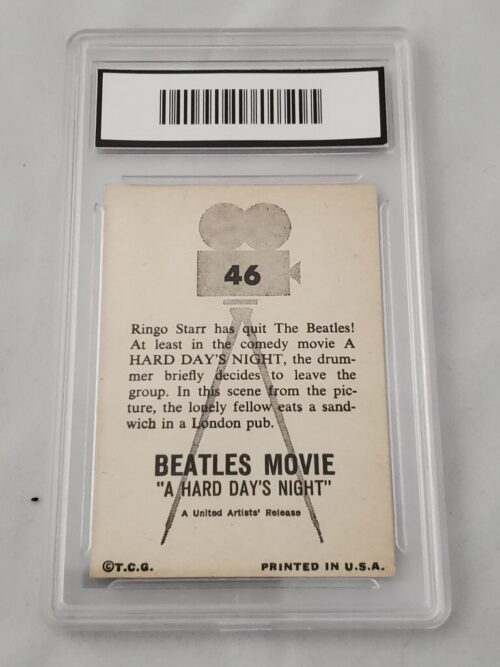 46
Ringo Starr has quit The Beatles!
At least in the comedy movie A
HARD DAY'S NIGHT, the drum-
mer briefly decides to leave the
group. In this scene from the pic-
ture, the lonely fellow eats a sand-
wich in a London pub.
BEATLES MOVIE
"A HARD DAY'S NIGHT"
A United Artists' Release
©T.C.G. PRINTED IN U.S.A.